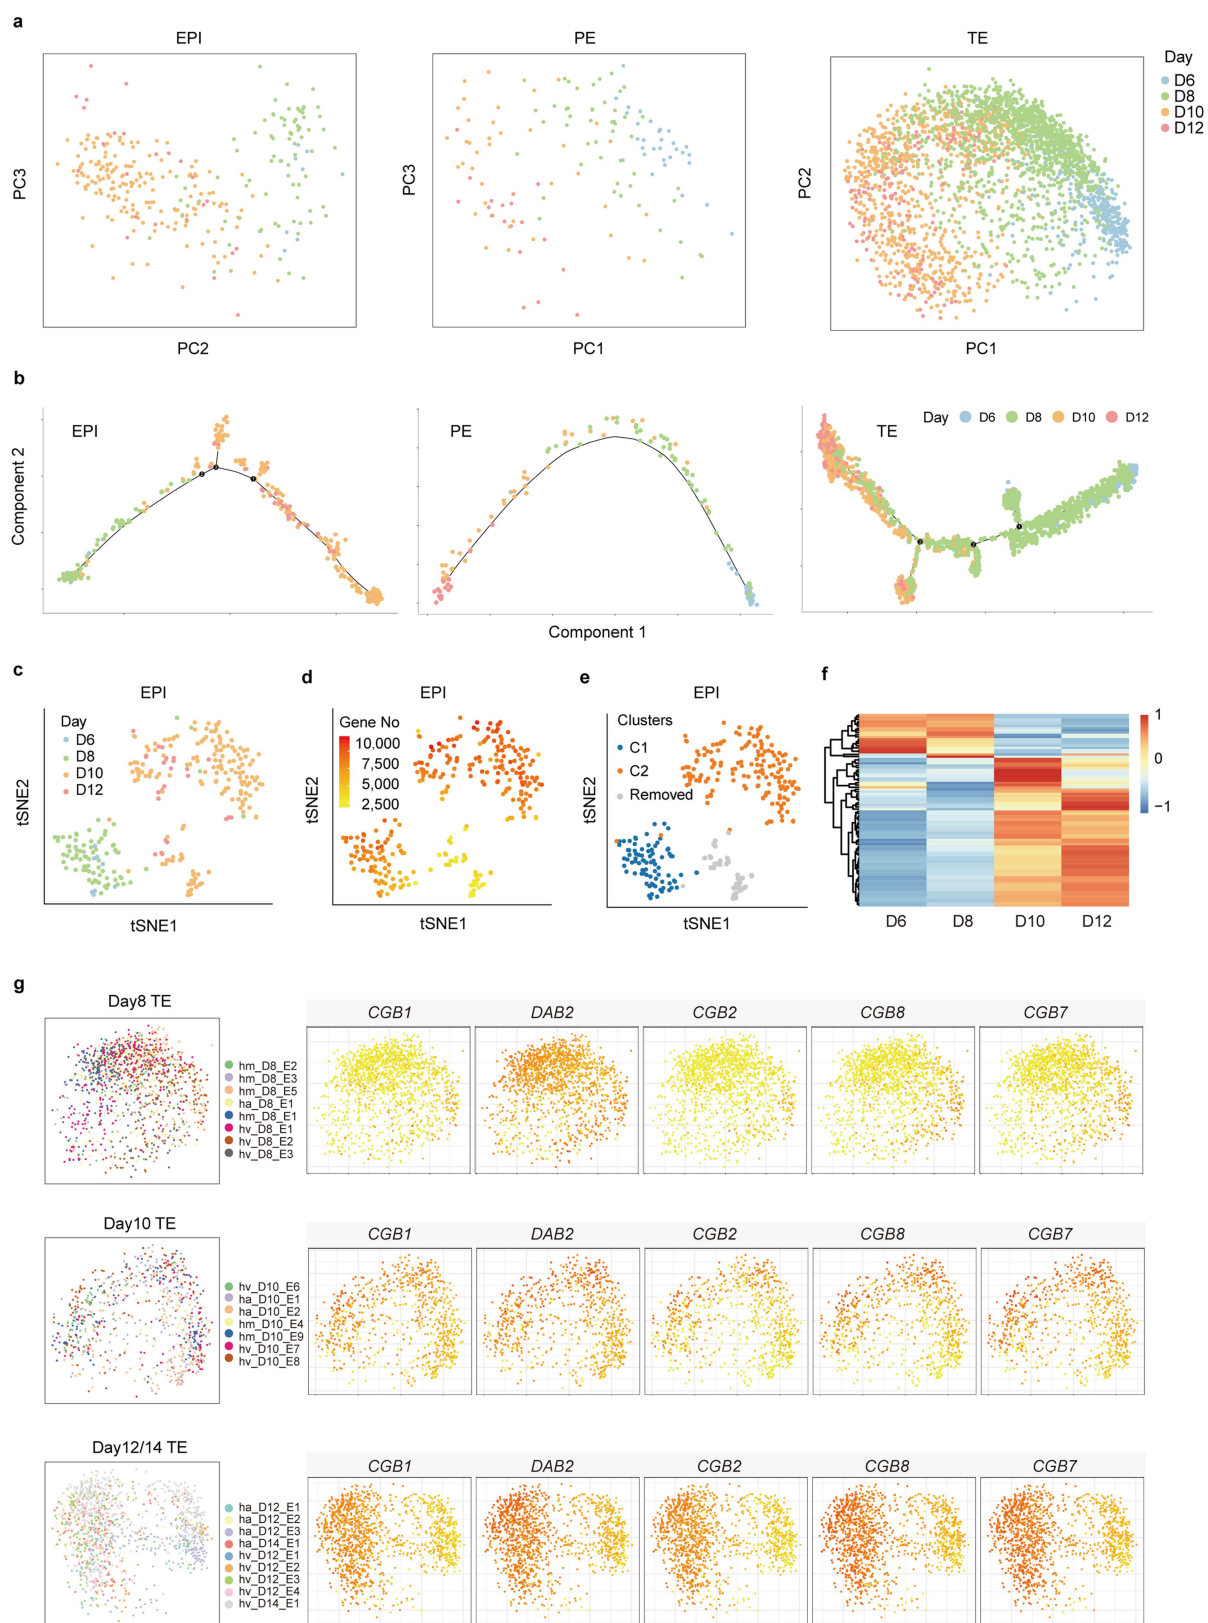 a
EPI
PE
TE
Day
D6
D8
D10
D12
PC3
PC3
PC2
PC2
PC1
PC1
b
EPI
PE
TE
Day D6 D8 D10 D12
Component 2
Component 1
c
EPI
Day
D6
D8
D10
D12
tSNE2
tSNE1
d
EPI
Gene No
10,000
7,500
5,000
2,500
tSNE2
tSNE1
e
EPI
Clusters
C1
C2
Removed
tSNE2
tSNE1
f
1
0
−1
D6 D8 D10 D12
g
Day8 TE
hm_D8_E2
hm_D8_E3
hm_D8_E5
ha_D8_E1
hm_D8_E1
hv_D8_E1
hv_D8_E2
hv_D8_E3
CGB1 DAB2 CGB2 CGB8 CGB7
Day10 TE
hv_D10_E6
ha_D10_E1
ha_D10_E2
hm_D10_E4
hm_D10_E9
hv_D10_E7
hv_D10_E8
CGB1 DAB2 CGB2 CGB8 CGB7
Day12/14 TE
ha_D12_E1
ha_D12_E2
ha_D12_E3
ha_D14_E1
hv_D12_E1
hv_D12_E2
hv_D12_E3
hv_D12_E4
hv_D14_E1
CGB1 DAB2 CGB2 CGB8 CGB7